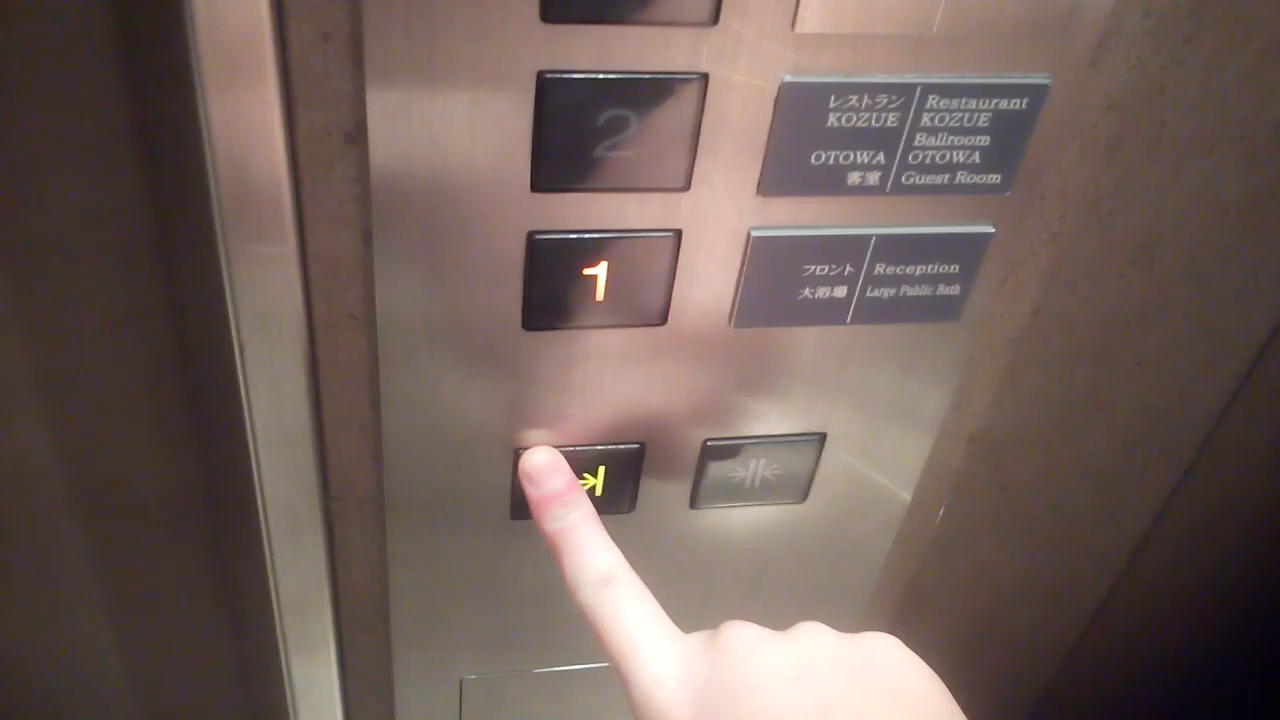 2
レストラン Restaurant
KOZUE KOZUE
Ballroom
OTOWA OTOWA
客室 Guest Room
1
フロント Reception
大浴場 Large Public Bath